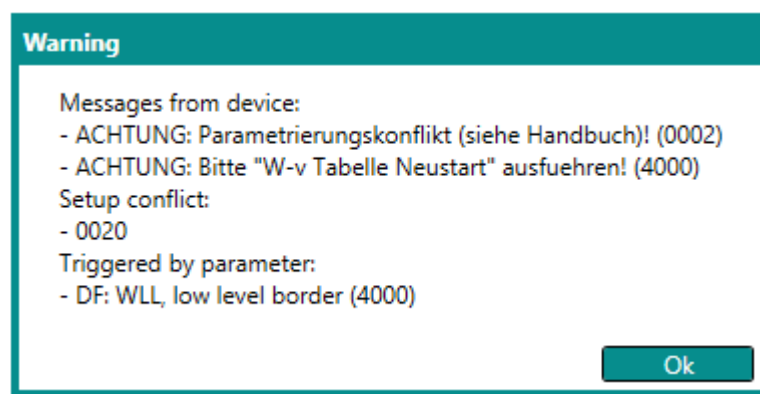 Warning
Messages from device:
- ACHTUNG: Parametrierungskonflikt (siehe Handbuch)! (0002)
- ACHTUNG: Bitte "W-v Tabelle Neustart" ausfuehren! (4000)
Setup conflict:
- 0020
Triggered by parameter:
- DF: WLL, low level border (4000)
Ok